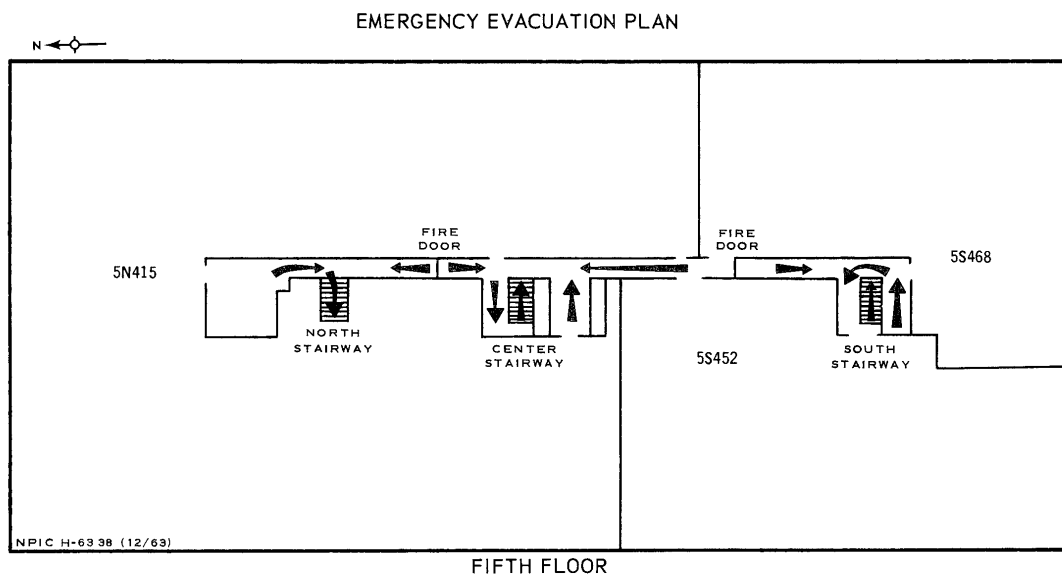 EMERGENCY EVACUATION PLAN
N
FIRE
DOOR
FIRE
DOOR
5N415
5S468
NORTH
STAIRWAY
CENTER
STAIRWAY
5S452
SOUTH
STAIRWAY
NPIC H-6338 (12/63)
FIFTH FLOOR